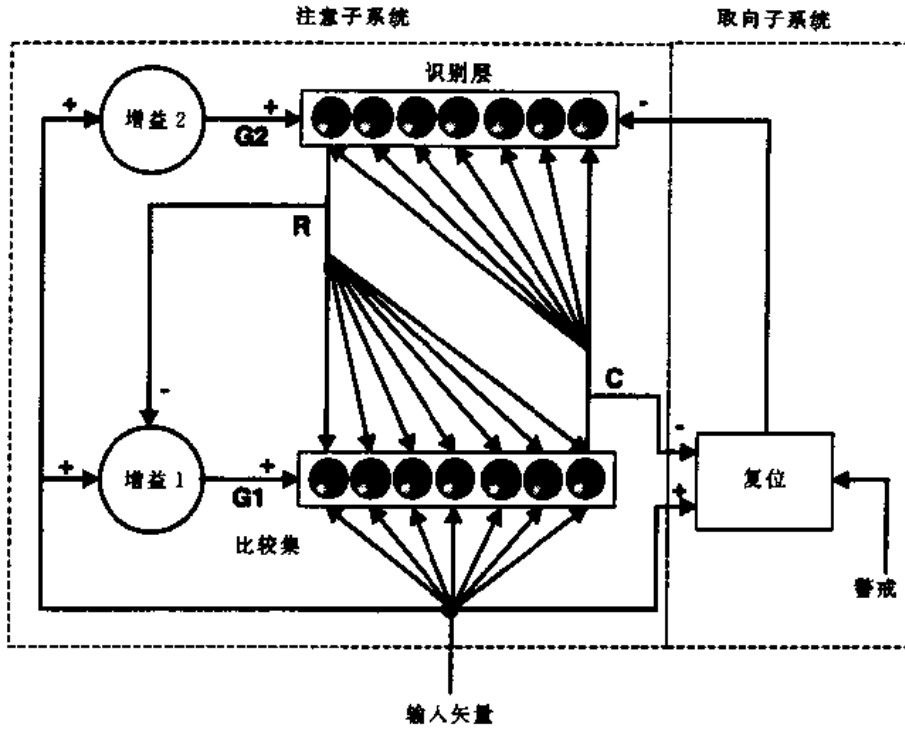 注意子系统
取向子系统
识别层
+
增益2
+
G2
-
R
C
-
-
+
增益1
+
G1
+
复位
比较集
警戒
输入矢量